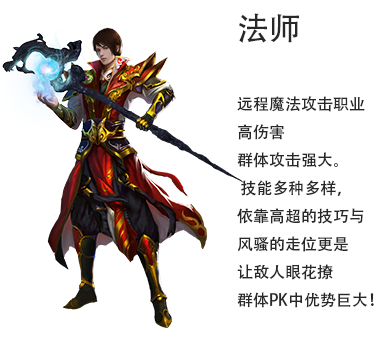 法师
远程魔法攻击职业
高伤害
群体攻击强大。
技能多种多样，
依靠高超的技巧与
风骚的走位更是
让敌人眼花撩
群体PK中优势巨大！